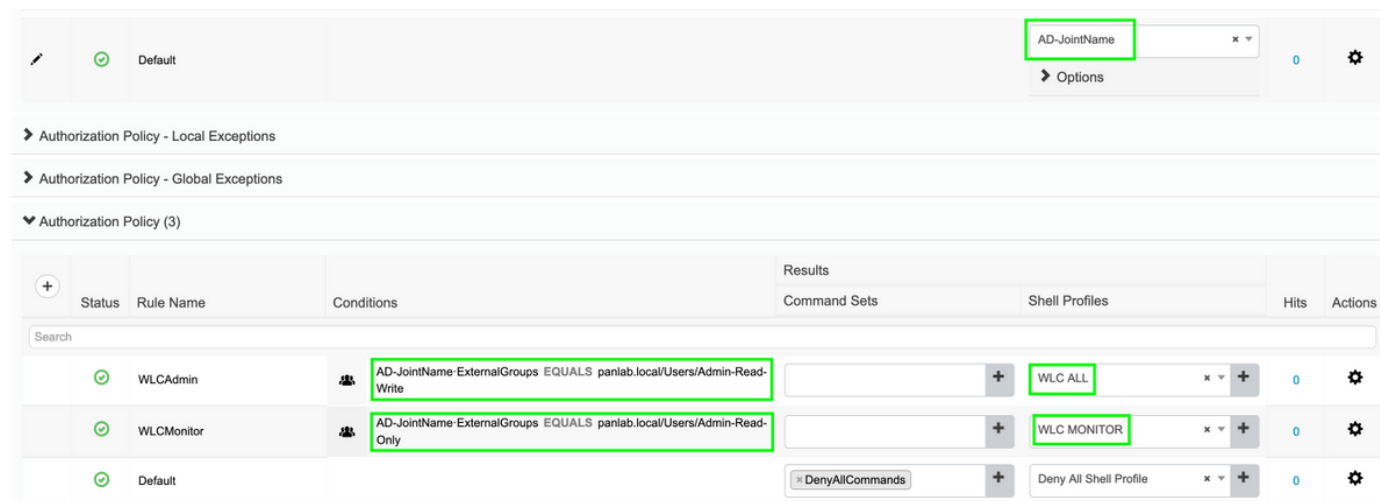 AD-JointName
Default
0
Options
Authorization Policy - Local Exceptions
Authorization Policy - Global Exceptions
Authorization Policy (3)
Results
Status Rule Name Conditions Command Sets Shell Profiles Hits Actions
Search
WLCAdmin
AD-JointName·ExternalGroups EQUALS panlab.local/Users/Admin-Read-
Write
WLC ALL
0
WLCMonitor
AD-JointName·ExternalGroups EQUALS panlab.local/Users/Admin-Read-
Only
WLC MONITOR
0
Default
DenyAllCommands
Deny All Shell Profile
0